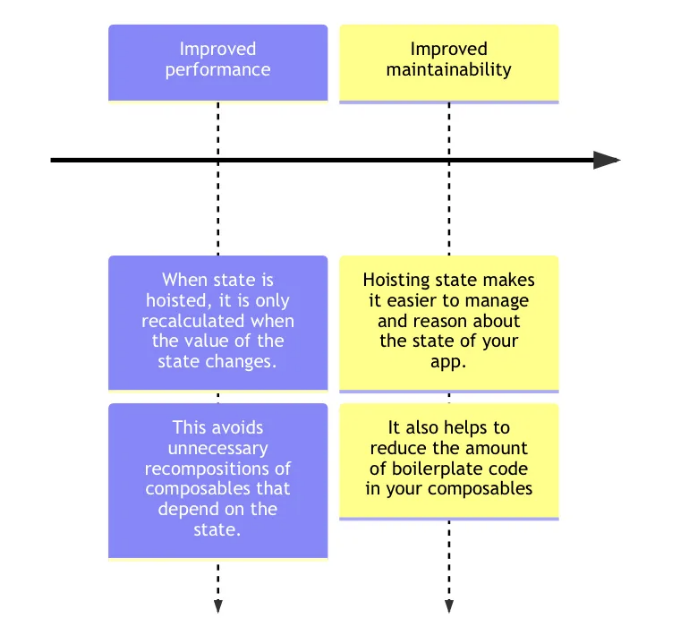 Improved
performance
Improved
maintainability
When state is
hoisted, it is only
recalculated when
the value of the
state changes.
Hoisting state makes
it easier to manage
and reason about
the state of your
app.
This avoids
unnecessary
recompositions of
composables that
depend on the
state.
It also helps to
reduce the amount
of boilerplate code
in your composables